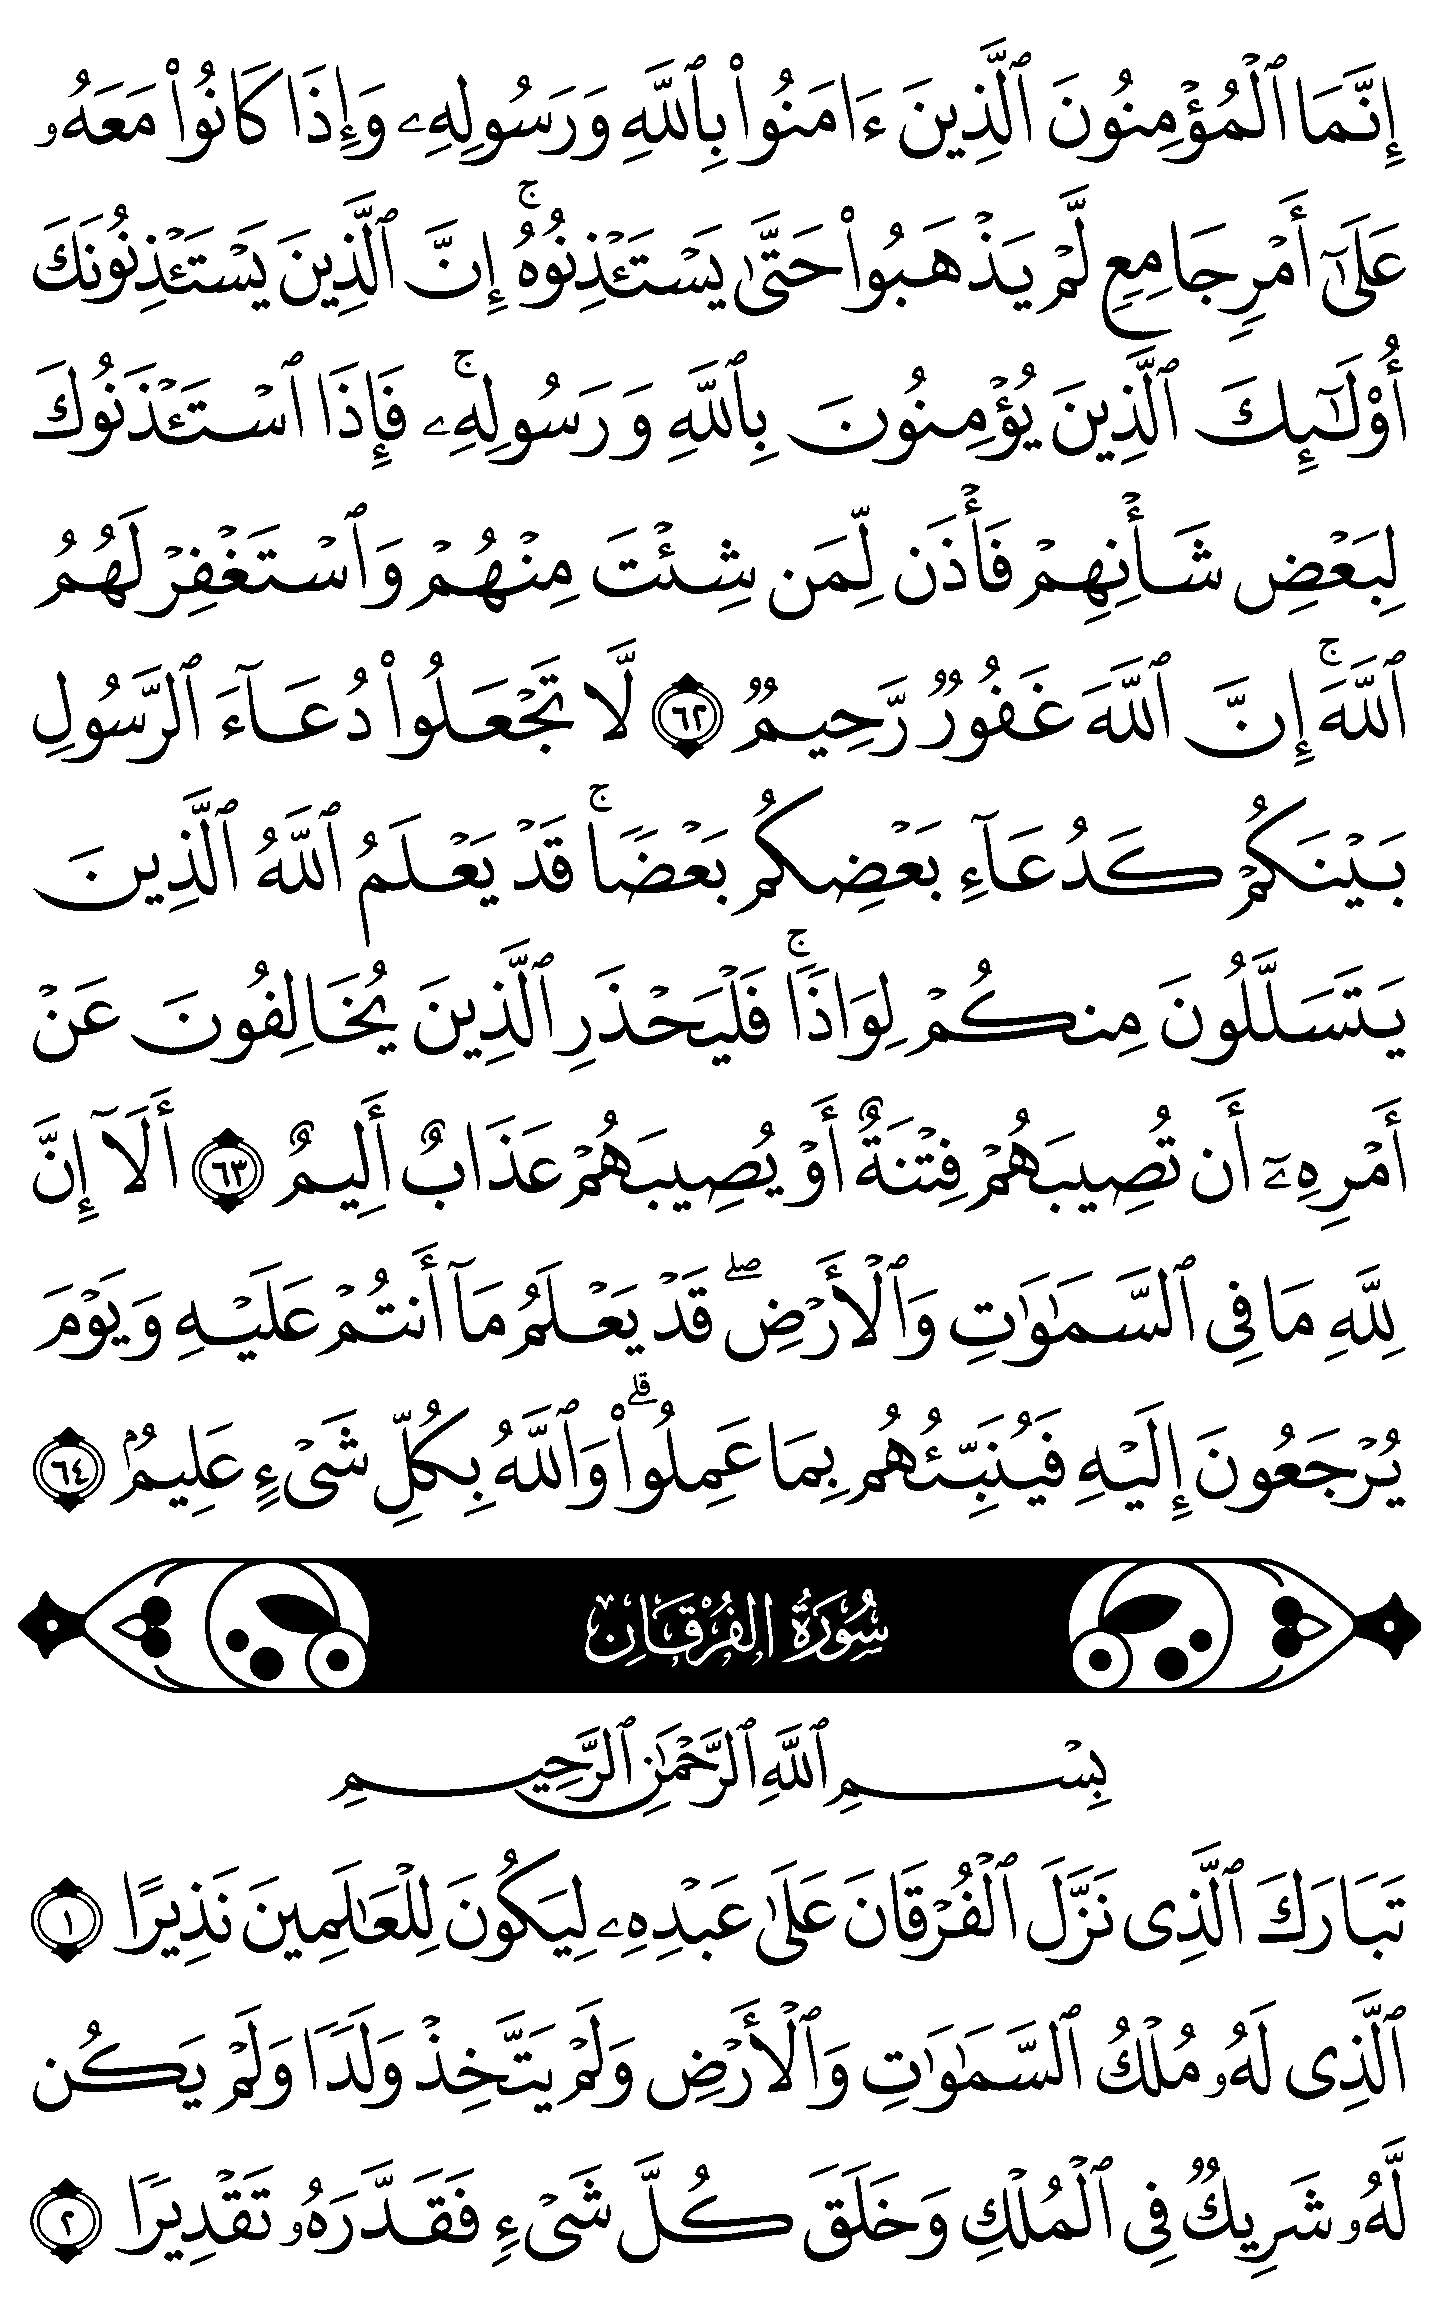 إِنَّمَا ٱلْمُؤْمِنُونَ ٱلَّذِينَ ءَامَنُوا۟ بِٱللَّهِ وَرَسُولِهِۦ وَإِذَا كَانُوا۟ مَعَهُۥ
عَلَىٰٓ أَمْرٍ جَامِعٍ لَّمْ يَذْهَبُوا۟ حَتَّىٰ يَسْتَـْٔذِنُوهُ ۚ إِنَّ ٱلَّذِينَ يَسْتَـْٔذِنُونَكَ
أُو۟لَـٰٓئِكَ ٱلَّذِينَ يُؤْمِنُونَ بِٱللَّهِ وَرَسُولِهِۦ ۚ فَإِذَا ٱسْتَـْٔذَنُوكَ
لِبَعْضِ شَأْنِهِمْ فَأْذَن لِّمَن شِئْتَ مِنْهُمْ وَٱسْتَغْفِرْ لَهُمُ
ٱللَّهَ ۚ إِنَّ ٱللَّهَ غَفُورٌ رَّحِيمٌ ٦٢ لَّا تَجْعَلُوا۟ دُعَآءَ ٱلرَّسُولِ
بَيْنَكُمْ كَدُعَآءِ بَعْضِكُم بَعْضًا ۚ قَدْ يَعْلَمُ ٱللَّهُ ٱلَّذِينَ
يَتَسَلَّلُونَ مِنكُمْ لِوَاذًا ۚ فَلْيَحْذَرِ ٱلَّذِينَ يُخَالِفُونَ عَنْ
أَمْرِهِۦٓ أَن تُصِيبَهُمْ فِتْنَةٌ أَوْ يُصِيبَهُمْ عَذَابٌ أَلِيمٌ ٦٣ أَلَآ إِنَّ
لِلَّهِ مَا فِى ٱلسَّمَـٰوَٰتِ وَٱلْأَرْضِ ۖ قَدْ يَعْلَمُ مَآ أَنتُمْ عَلَيْهِ وَيَوْمَ
يُرْجَعُونَ إِلَيْهِ فَيُنَبِّئُهُم بِمَا عَمِلُوا۟ ۗ وَٱللَّهُ بِكُلِّ شَىْءٍ عَلِيمٌۢ ٦٤
سُورَةُ الفُرْقَانِ
بِسْمِ ٱللَّهِ ٱلرَّحْمَـٰنِ ٱلرَّحِيمِ
تَبَارَكَ ٱلَّذِى نَزَّلَ ٱلْفُرْقَانَ عَلَىٰ عَبْدِهِۦ لِيَكُونَ لِلْعَـٰلَمِينَ نَذِيرًا ١
ٱلَّذِى لَهُۥ مُلْكُ ٱلسَّمَـٰوَٰتِ وَٱلْأَرْضِ وَلَمْ يَتَّخِذْ وَلَدًا وَلَمْ يَكُن
لَّهُۥ شَرِيكٌ فِى ٱلْمُلْكِ وَخَلَقَ كُلَّ شَىْءٍ فَقَدَّرَهُۥ تَقْدِيرًا ٢